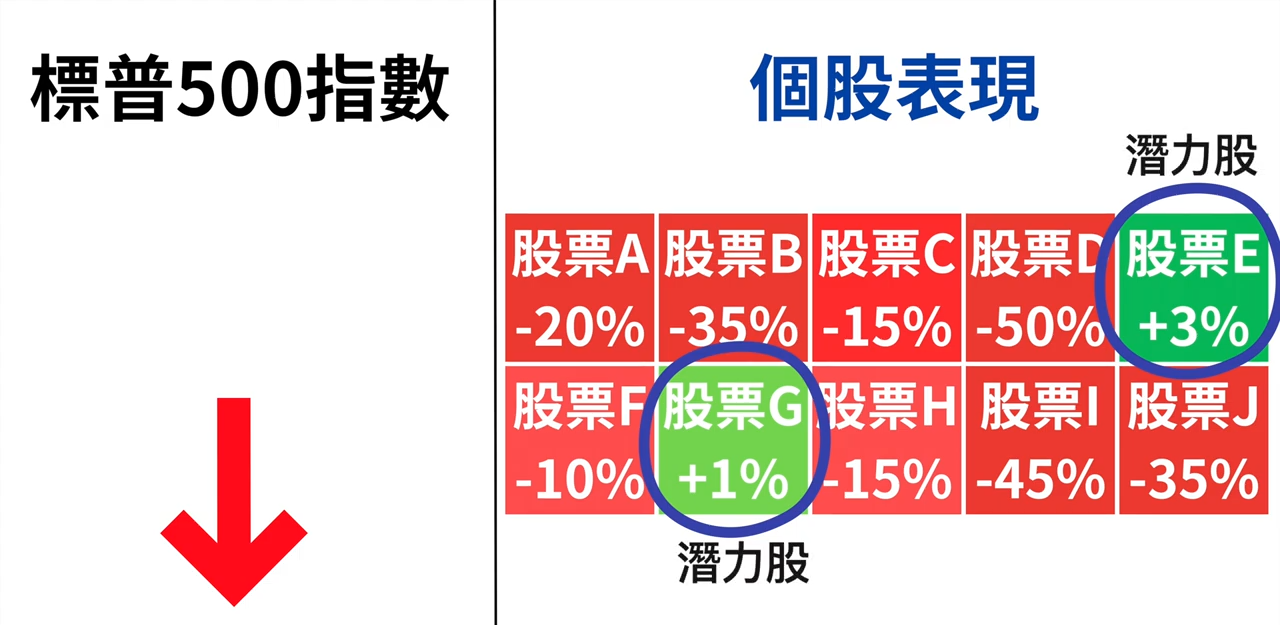 標普500指數
個股表現
潛力股
股票A 股票B 股票C 股票D 股票E
-20% -35% -15% -50% +3%
股票F 股票G 股票H 股票I 股票J
-10% +1% -15% -45% -35%
潛力股